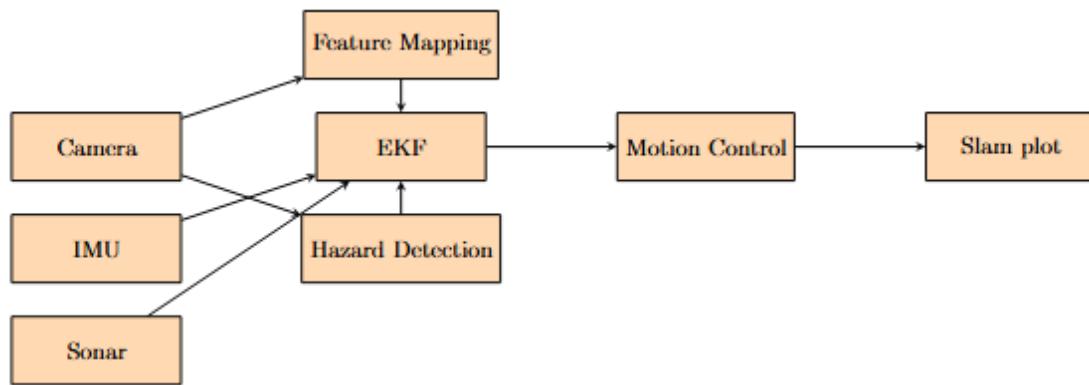 Feature Mapping
Camera
EKF
Motion Control
Slam plot
IMU
Hazard Detection
Sonar